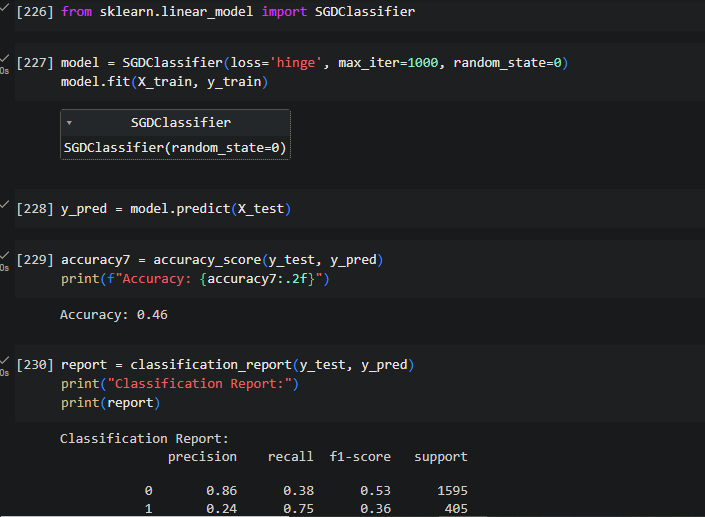 [226] from sklearn.linear_model import SGDClassifier
[227] model = SGDClassifier(loss='hinge', max_iter=1000, random_state=0)
0s
model.fit(X_train, y_train)
SGDClassifier
SGDClassifier(random_state=0)
[228] y_pred = model.predict(X_test)
[229] accuracy7 = accuracy_score(y_test, y_pred)
0s
print(f"Accuracy: {accuracy7:.2f}")
Accuracy: 0.46
[230] report = classification_report(y_test, y_pred)
0s
print("Classification Report:")
print(report)
Classification Report:
precision recall f1-score support
0 0.86 0.38 0.53 1595
1 0.24 0.75 0.36 405